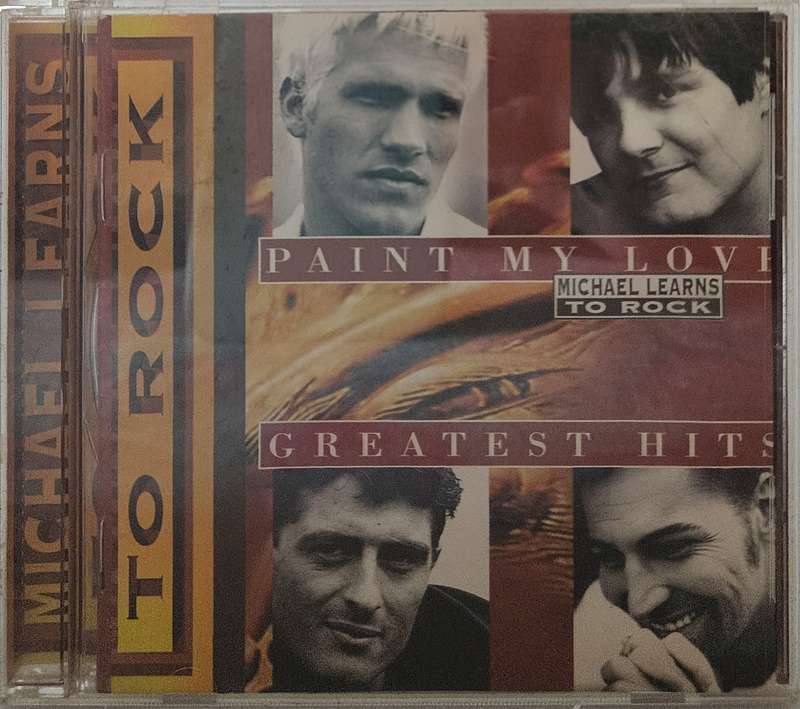 MICHAEL LEARNS
TO ROCK
PAINT MY LOVE
MICHAEL LEARNS
TO ROCK
GREATEST HITS